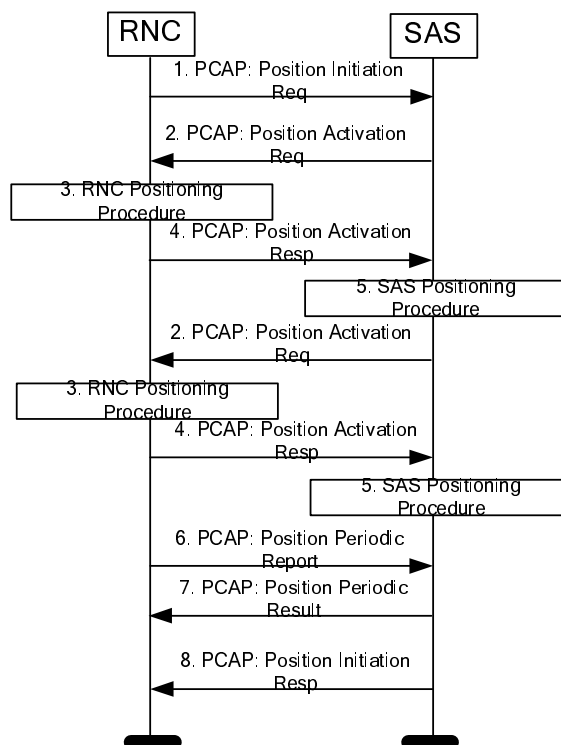 RNC
SAS
1. PCAP: Position Initiation
Req
2. PCAP: Position Activation
Req
3. RNC Positioning
Procedure
4. PCAP: Position Activation
Resp
5. SAS Positioning
Procedure
2. PCAP: Position Activation
Req
3. RNC Positioning
Procedure
4. PCAP: Position Activation
Resp
5. SAS Positioning
Procedure
6. PCAP: Position Periodic
Report
7. PCAP: Position Periodic
Result
8. PCAP: Position Initiation
Resp